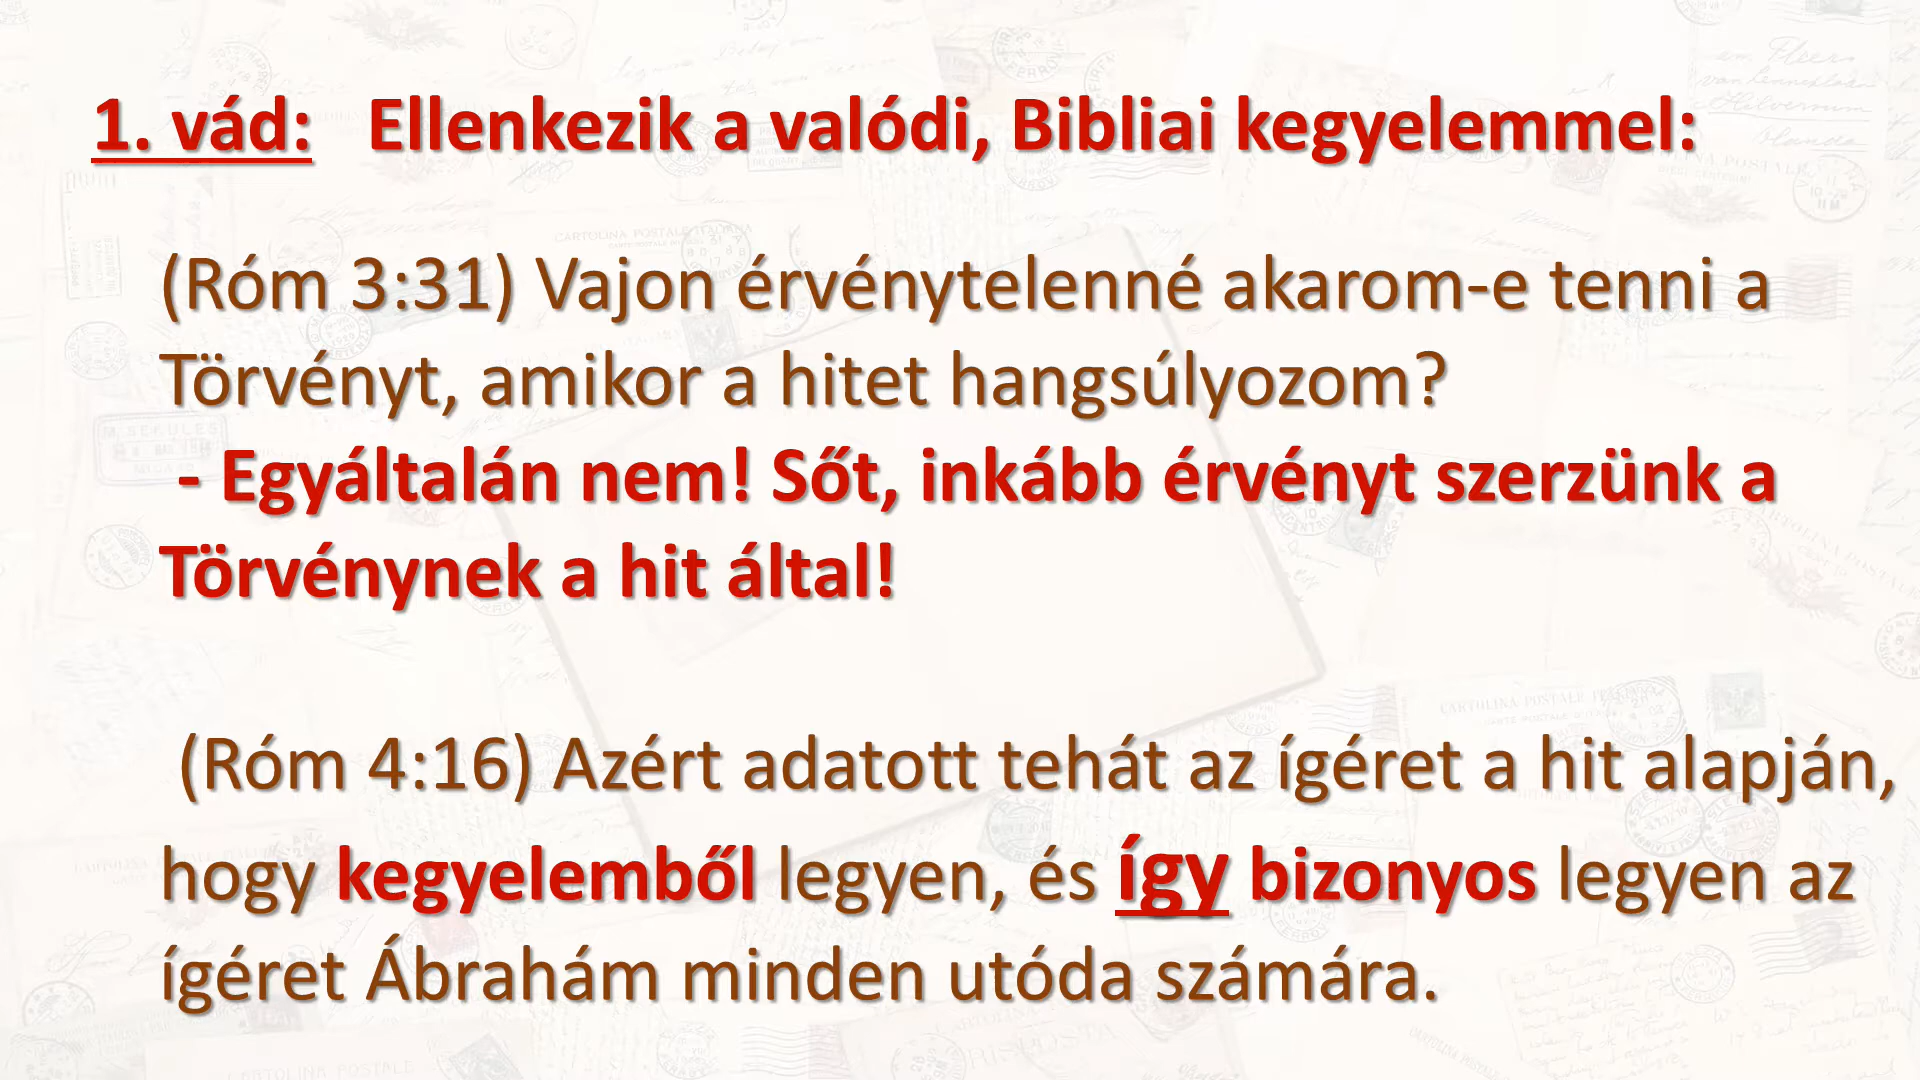 1. vád: Ellenkezik a valódi, Bibliai kegyelemmel:
(Róm 3:31) Vajon érvénytelenné akarom-e tenni a
Törvényt, amikor a hitet hangsúlyozom?
- Egyáltalán nem! Sőt, inkább érvényt szerzünk a
Törvénynek a hit által!
(Róm 4:16) Azért adatott tehát az ígéret a hit alapján,
hogy kegyelemből legyen, és így bizonyos legyen az
ígéret Ábrahám minden utóda számára.